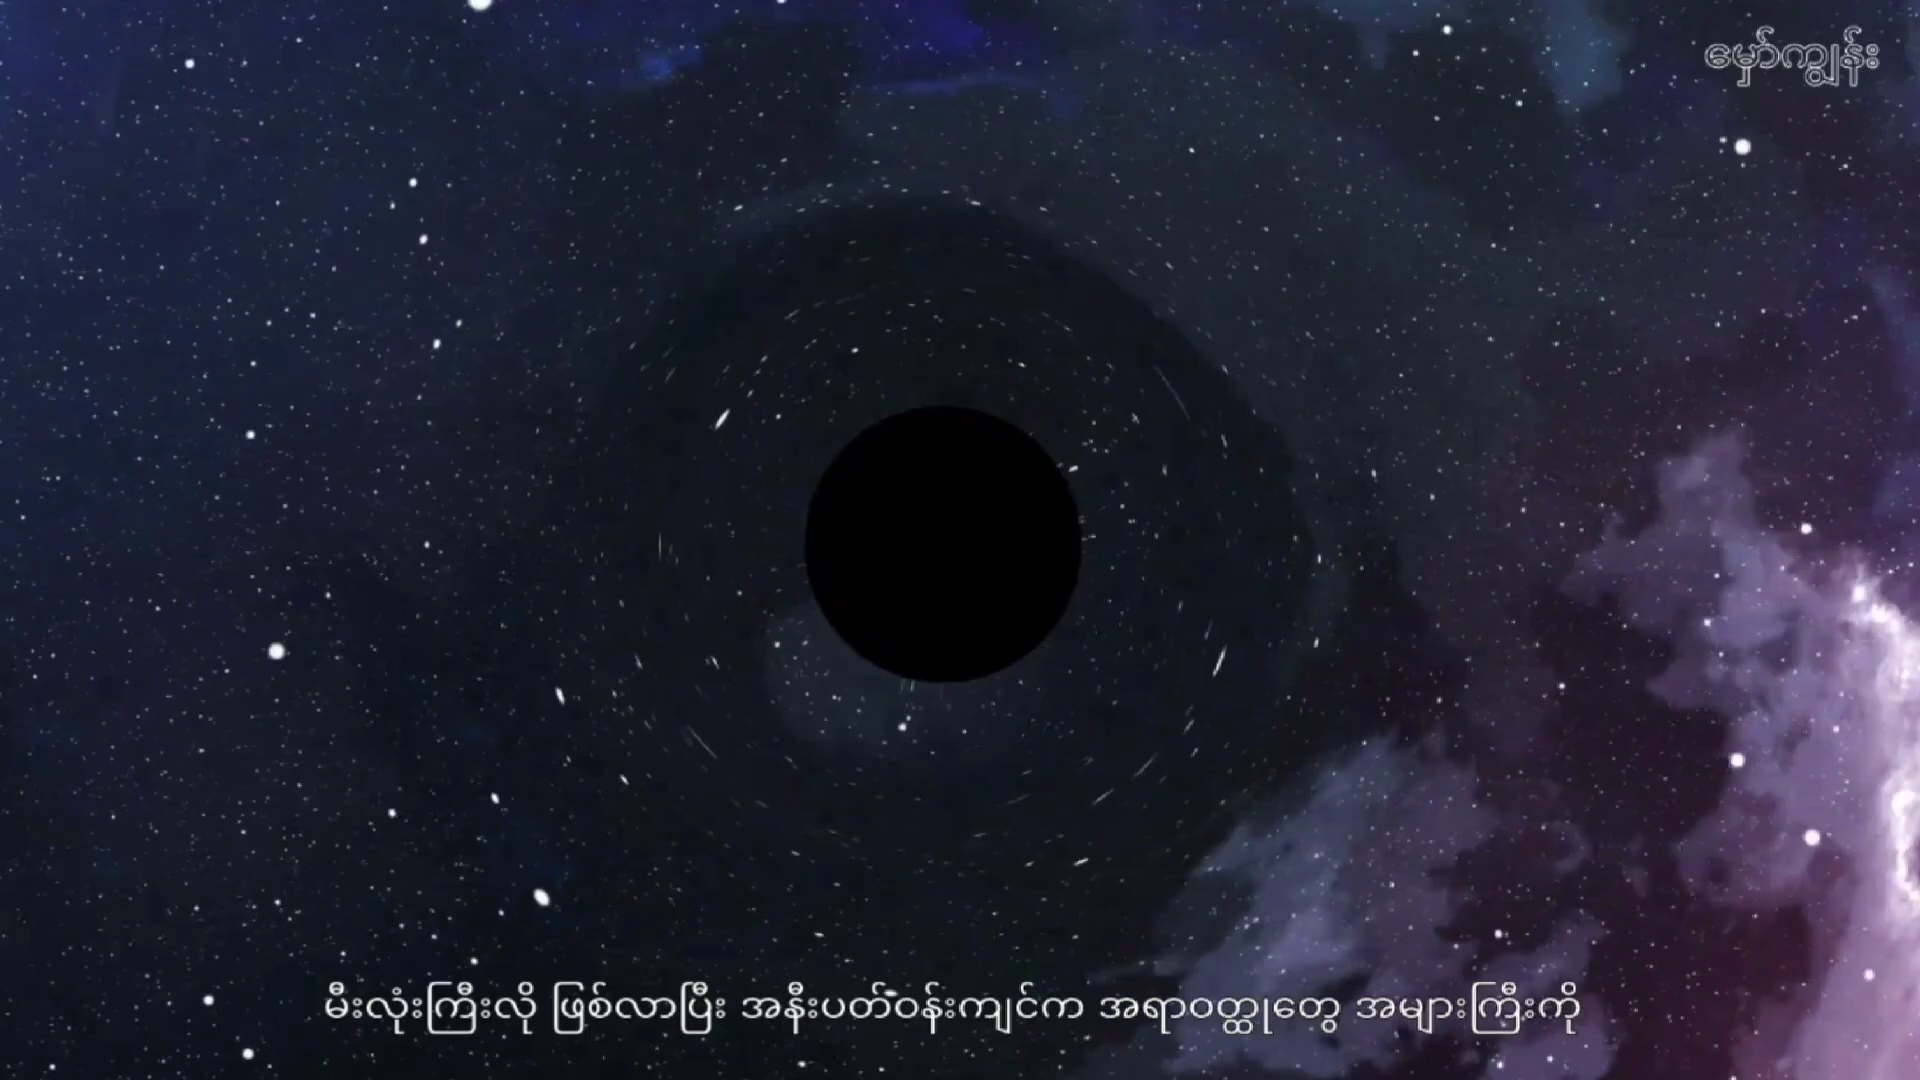 မှော်ကျွန်း
မီးလုံးကြီးလို ဖြစ်လာပြီး အနီးပတ်ဝန်းကျင်က အရာဝတ္ထုတွေ အများကြီးကို